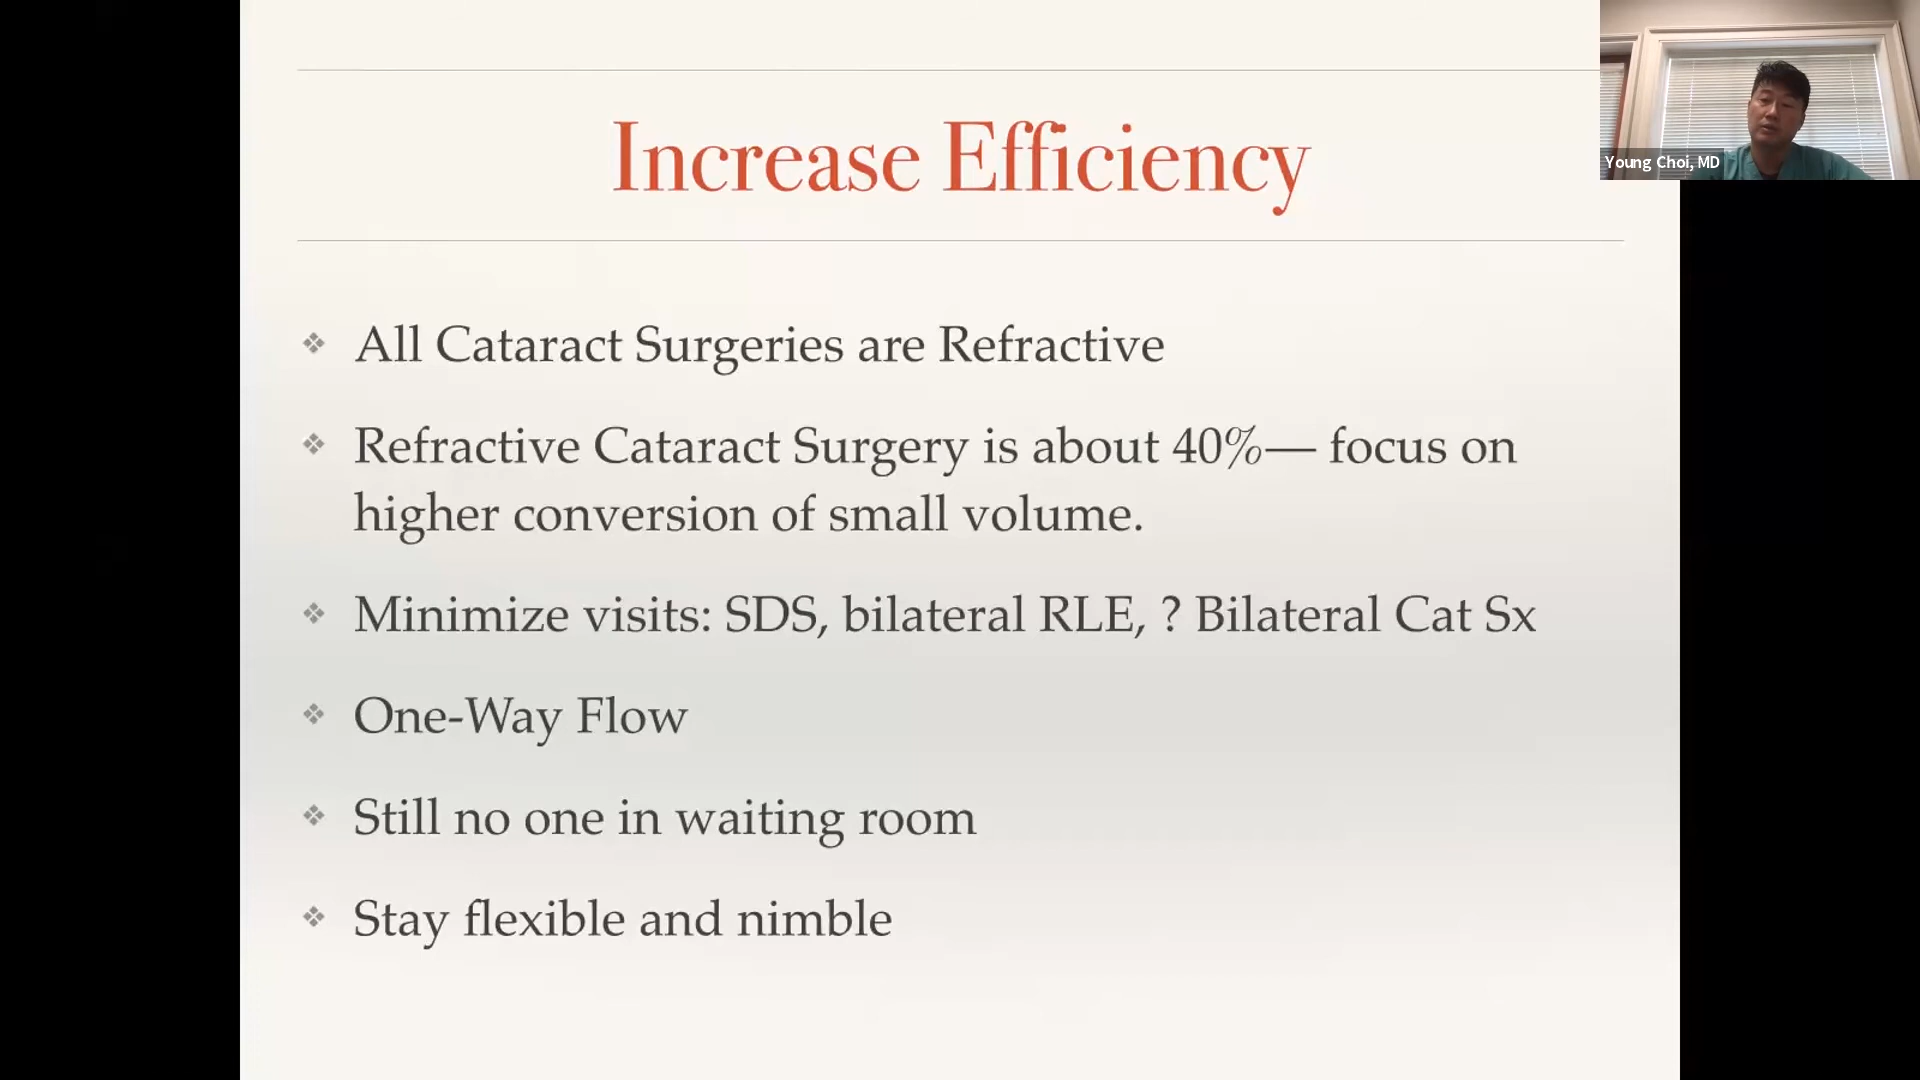 Increase Efficiency
Young Choi, MD
All Cataract Surgeries are Refractive
Refractive Cataract Surgery is about 40%— focus on
higher conversion of small volume.
Minimize visits: SDS, bilateral RLE, ? Bilateral Cat Sx
One-Way Flow
Still no one in waiting room
Stay flexible and nimble